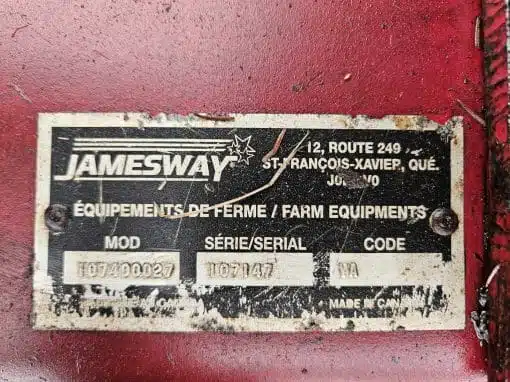 JAMESWAY
12, ROUTE 249
ST-FRANÇOIS-XAVIER, QUÉ.
ÉQUIPEMENTS DE FERME / FARM EQUIPMENTS
MOD SÉRIE/SERIAL CODE
107400027 107147 VA
MADE IN CANADA